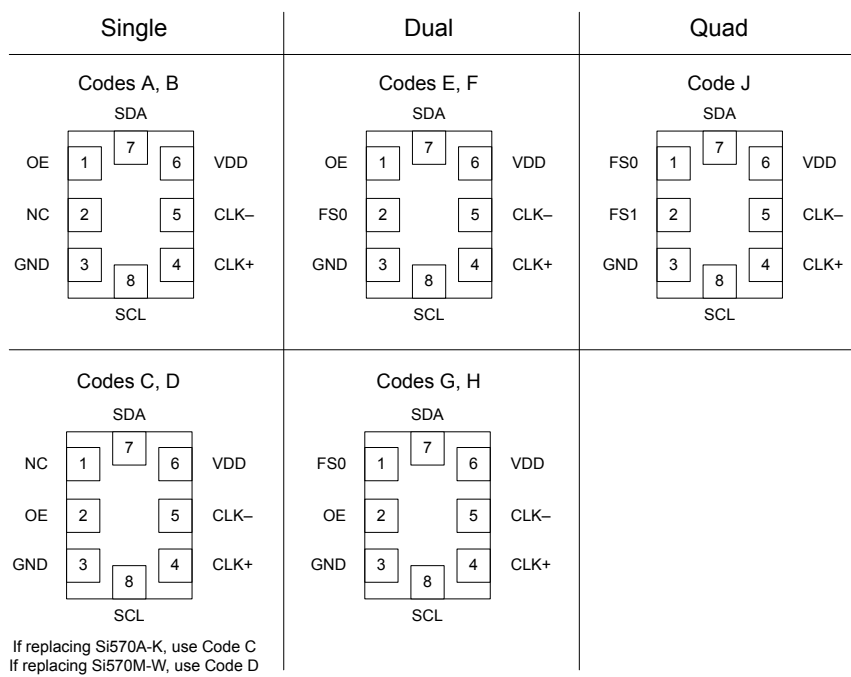 Single
Dual
Quad
Codes A, B
SDA
7
OE 1 6 VDD
NC 2 5 CLK–
GND 3 4 CLK+
8
SCL
Codes E, F
SDA
7
OE 1 6 VDD
FS0 2 5 CLK–
GND 3 4 CLK+
8
SCL
Code J
SDA
7
FS0 1 6 VDD
FS1 2 5 CLK–
GND 3 4 CLK+
8
SCL
Codes C, D
SDA
7
NC 1 6 VDD
OE 2 5 CLK–
GND 3 4 CLK+
8
SCL
If replacing Si570A-K, use Code C
If replacing Si570M-W, use Code D
Codes G, H
SDA
7
FS0 1 6 VDD
OE 2 5 CLK–
GND 3 4 CLK+
8
SCL